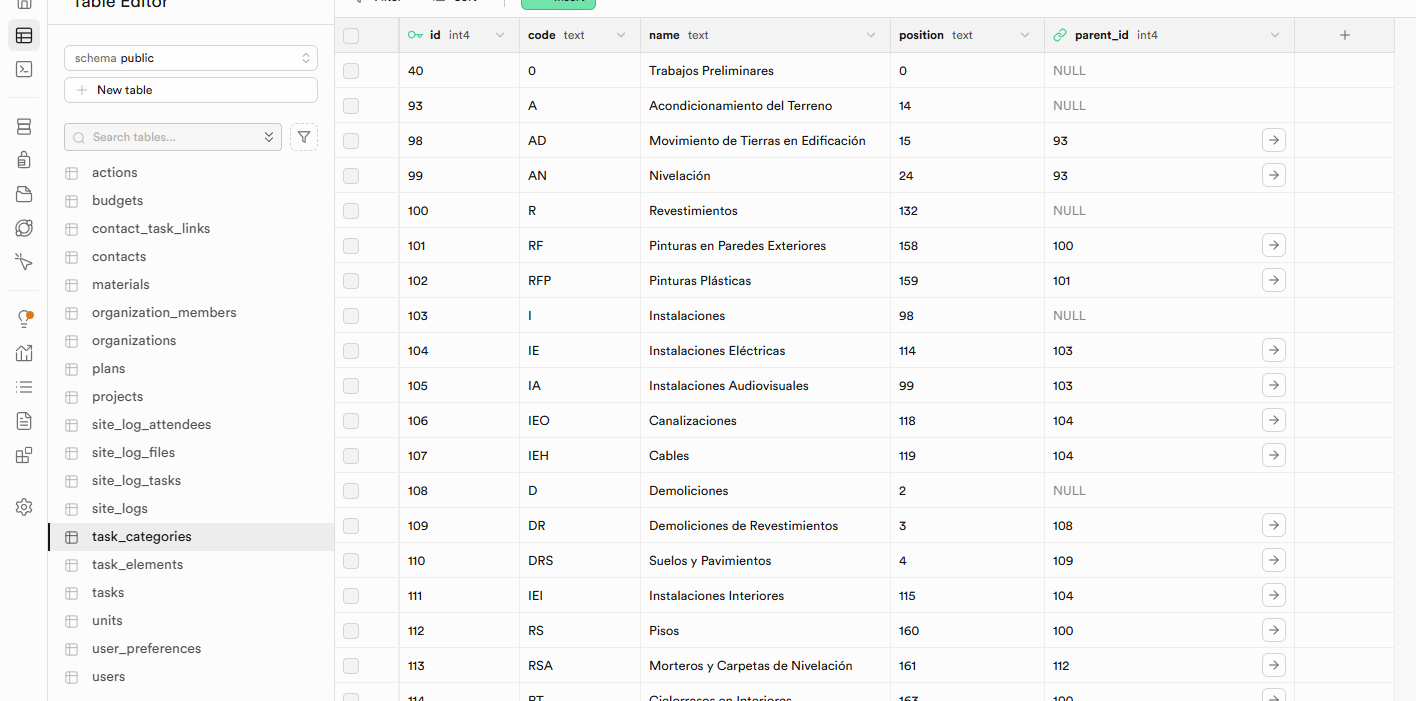 Table Editor
schema public
New table
Search tables...
actions
budgets
contact_task_links
contacts
materials
organization_members
organizations
plans
projects
site_log_attendees
site_log_files
site_log_tasks
site_logs
task_categories
task_elements
tasks
units
user_preferences
users
id int4 code text name text position text parent_id int4
40 0 Trabajos Preliminares 0 NULL
93 A Acondicionamiento del Terreno 14 NULL
98 AD Movimiento de Tierras en Edificación 15 93
99 AN Nivelación 24 93
100 R Revestimientos 132 NULL
101 RF Pinturas en Paredes Exteriores 158 100
102 RFP Pinturas Plásticas 159 101
103 I Instalaciones 98 NULL
104 IE Instalaciones Eléctricas 114 103
105 IA Instalaciones Audiovisuales 99 103
106 IEO Canalizaciones 118 104
107 IEH Cables 119 104
108 D Demoliciones 2 NULL
109 DR Demoliciones de Revestimientos 3 108
110 DRS Suelos y Pavimientos 4 109
111 IEI Instalaciones Interiores 115 104
112 RS Pisos 160 100
113 RSA Morteros y Carpetas de Nivelación 161 112
114 RT Cielorrasos en Interiores 163 100